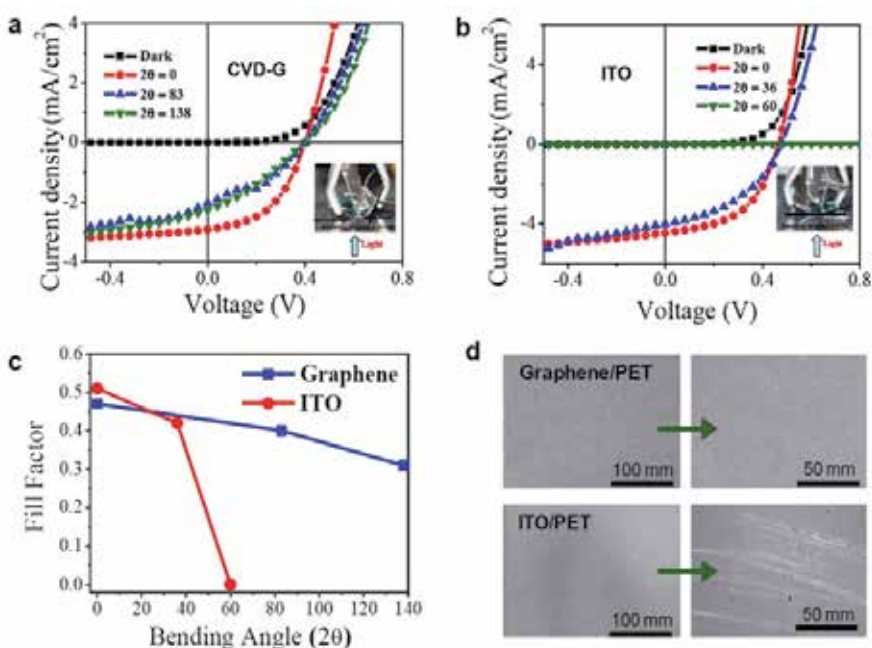 a
Current density (mA/cm²)
4
2
0
-2
-4
-0.4
0.0
0.4
0.8
Voltage (V)
Dark
2θ = 0
2θ = 83
2θ = 138
CVD-G
Light
b
Current density (mA/cm²)
4
0
-4
-0.4
0.0
0.4
0.8
Voltage (V)
Dark
2θ = 0
2θ = 36
2θ = 60
ITO
Light
c
Fill Factor
0.6
0.5
0.4
0.3
0.2
0.1
0.0
0
20
40
60
80
100
120
140
Bending Angle (2θ)
Graphene
ITO
d
Graphene/PET
100 mm
50 mm
ITO/PET
100 mm
50 mm